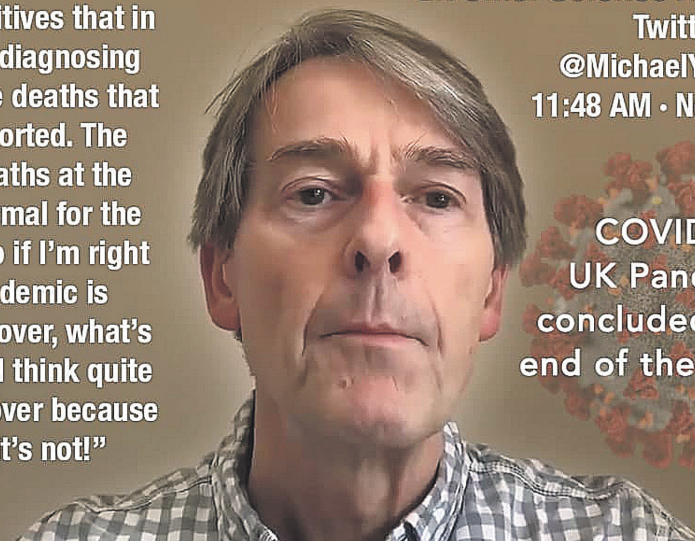 itives that in
diagnosing
deaths that
orted. The
aths at the
mal for the
if I'm right
demic is
over, what's
I think quite
over because
t's not!”
Twitt
@MichaelY
11:48 AM · N
COVID
UK Pand
concluded
end of the